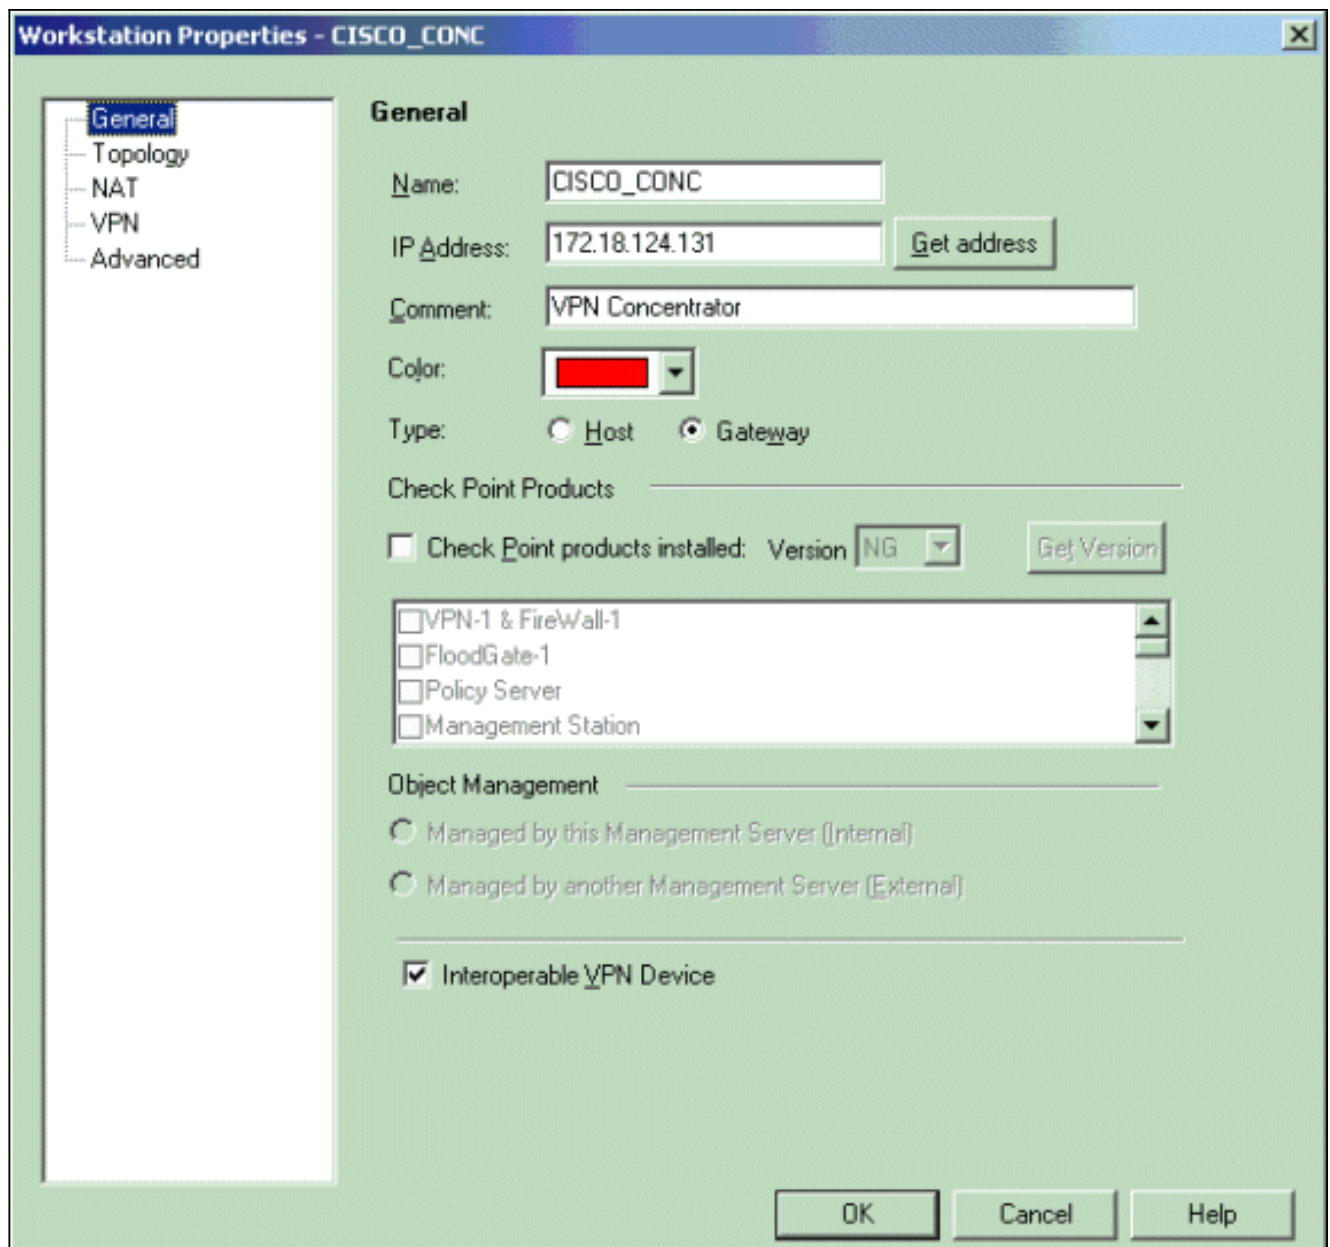 Workstation Properties - CISCO_CONC
General
Topology
NAT
VPN
Advanced
General
Name: CISCO_CONC
IP Address: 172.18.124.131 Get address
Comment: VPN Concentrator
Color:
Type: Host Gateway
Check Point Products
Check Point products installed: Version NG Get Version
VPN-1 & FireWall-1
FloodGate-1
Policy Server
Management Station
Object Management
Managed by this Management Server (Internal)
Managed by another Management Server (External)
Interoperable VPN Device
OK Cancel Help